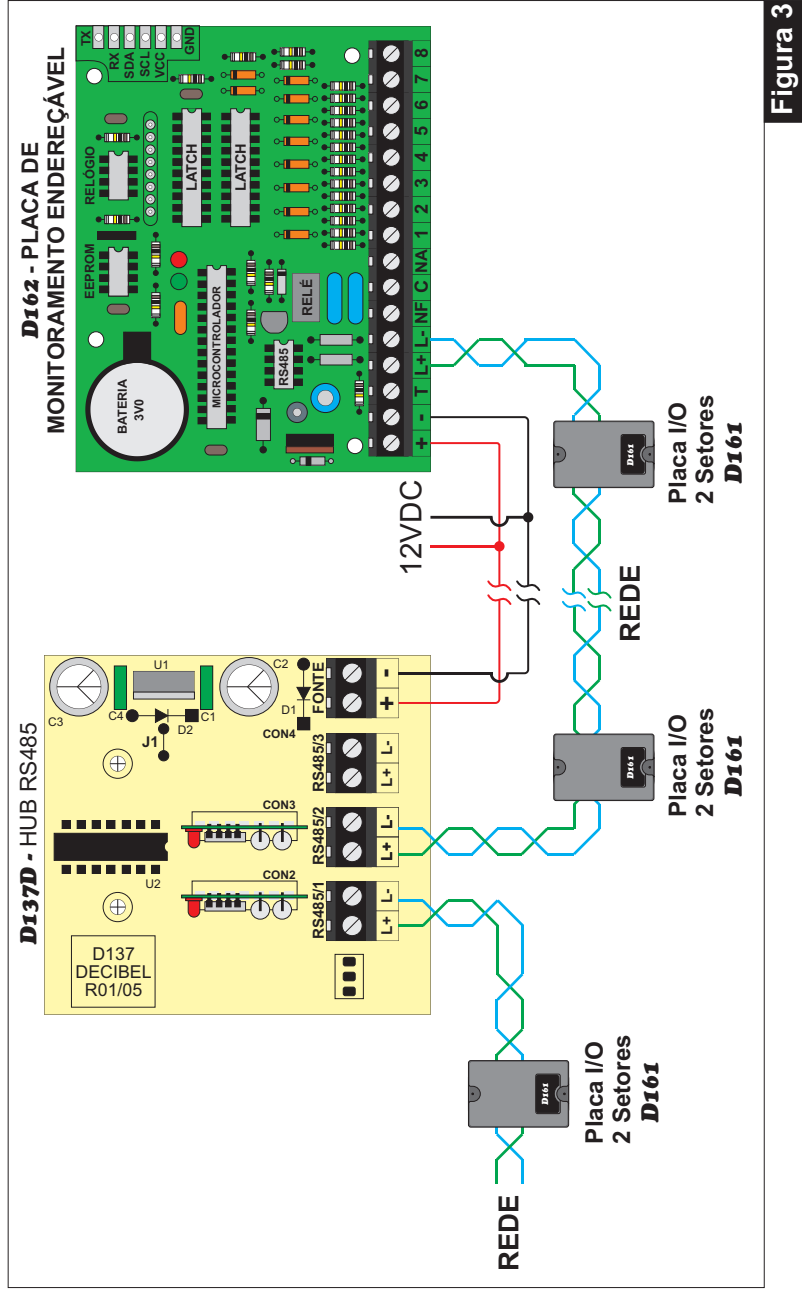 Figura 3
D162 - PLACA DE
MONITORAMENTO ENDEREÇÁVEL
BATERIA
3V0
EEPROM
RELÓGIO
TX
RX
SDA
SCL
VCC
GND
MICROCONTROLADOR
LATCH
LATCH
RS485
RELÉ
+
-
T
L+
L-
NF
C
NA
1
2
3
4
5
6
7
8
12VDC
D137D - HUB RS485
D137
DECIBEL
R01/05
U2
J1
C3
C4
U1
D2
C1
C2
D1
CON2
CON3
CON4
RS485/1
RS485/2
RS485/3
FONTE
L+
L-
L+
L-
L+
L-
+
-
REDE
D161
Placa I/O
2 Setores
D161
D161
Placa I/O
2 Setores
D161
REDE
D161
Placa I/O
2 Setores
D161